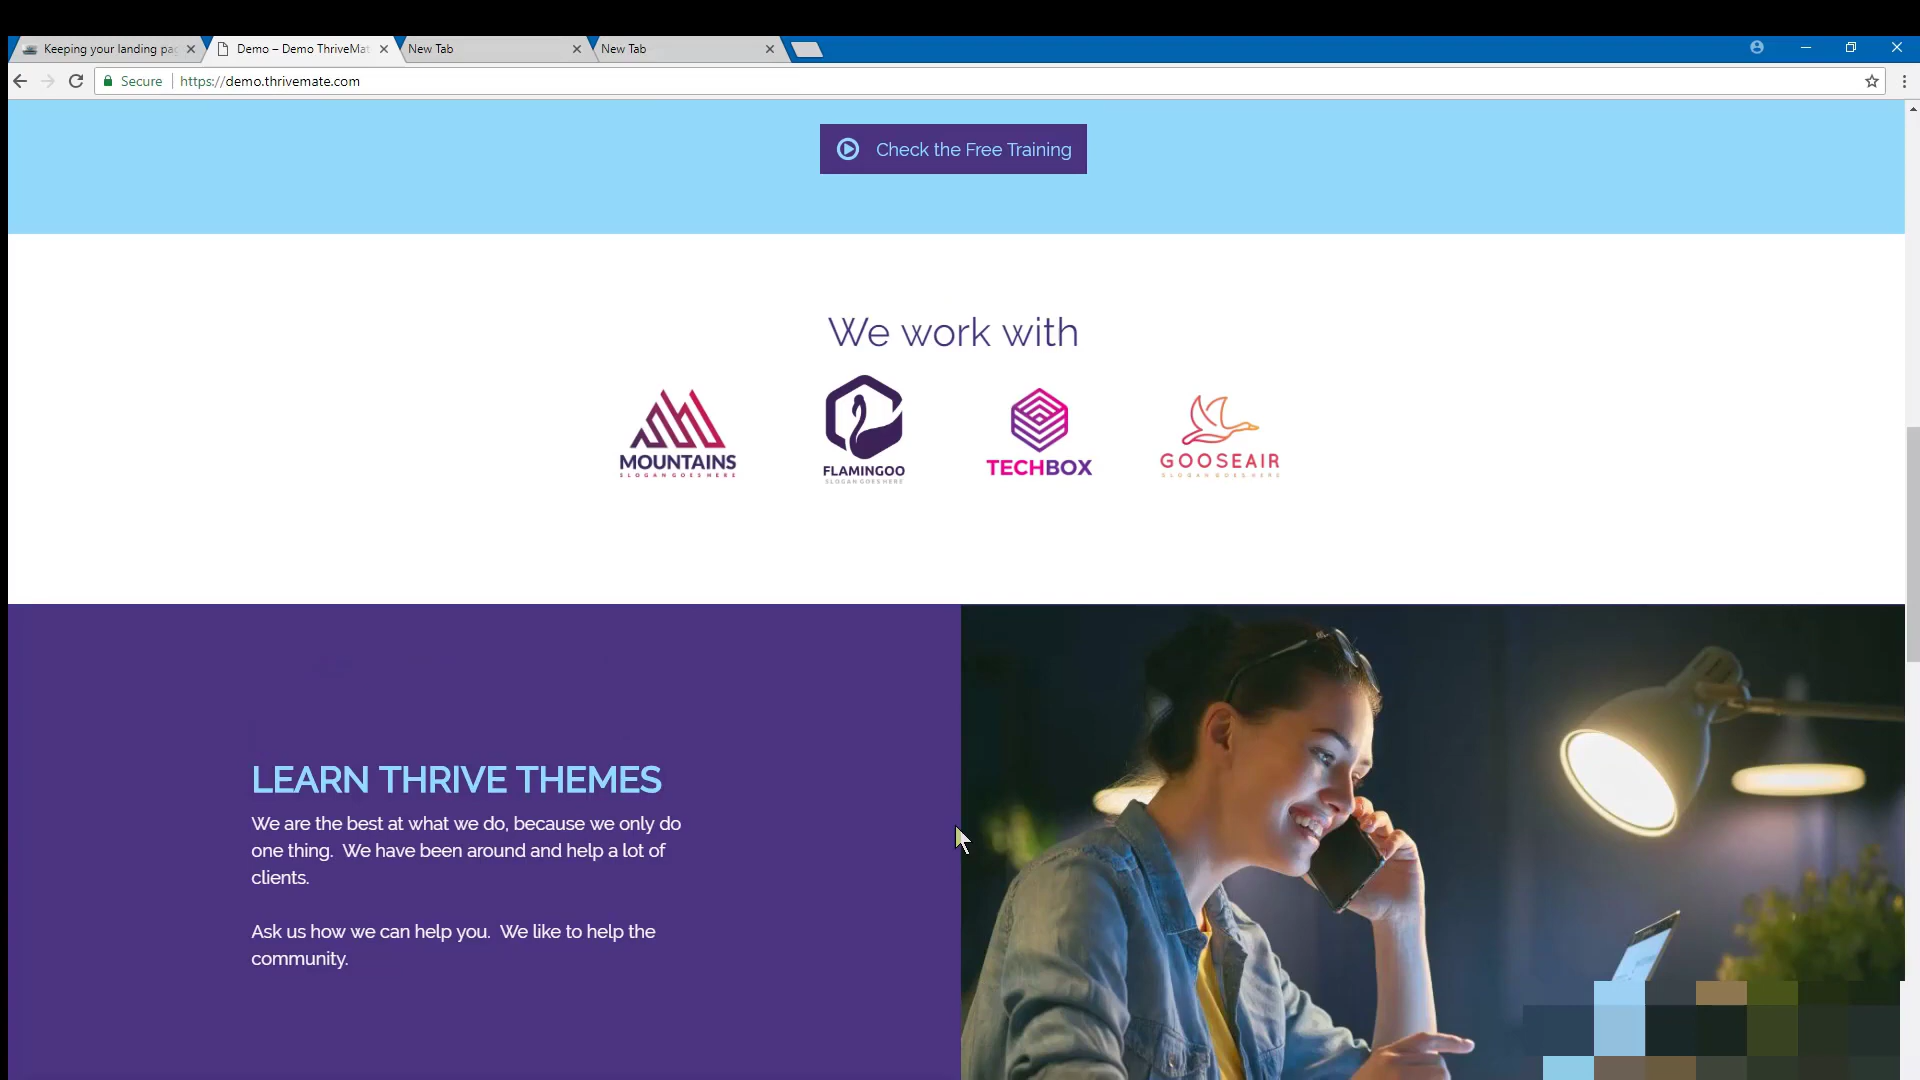 Keeping your landing pa
Demo – Demo ThriveMat
New Tab
New Tab
Secure
https://demo.thrivemate.com
Check the Free Training
We work with
MOUNTAINS
SLOGAN GOES HERE
FLAMINGOO
SLOGAN GOES HERE
TECHBOX
GOOSEAIR
SLOGAN GOES HERE
LEARN THRIVE THEMES
We are the best at what we do, because we only do
one thing. We have been around and help a lot of
clients.
Ask us how we can help you. We like to help the
community.